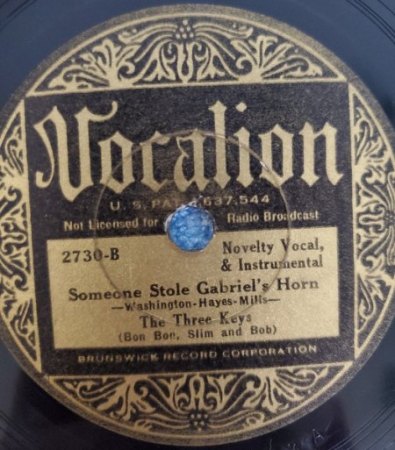 Vocalion
U. S. PAT. 1,637,544
Not Licensed for Radio Broadcast
2730-B
Novelty Vocal,
& Instrumental
Someone Stole Gabriel's Horn
—Washington-Hayes-Mills—
The Three Keys
(Bon Bon, Slim and Bob)
BRUNSWICK RECORD CORPORATION